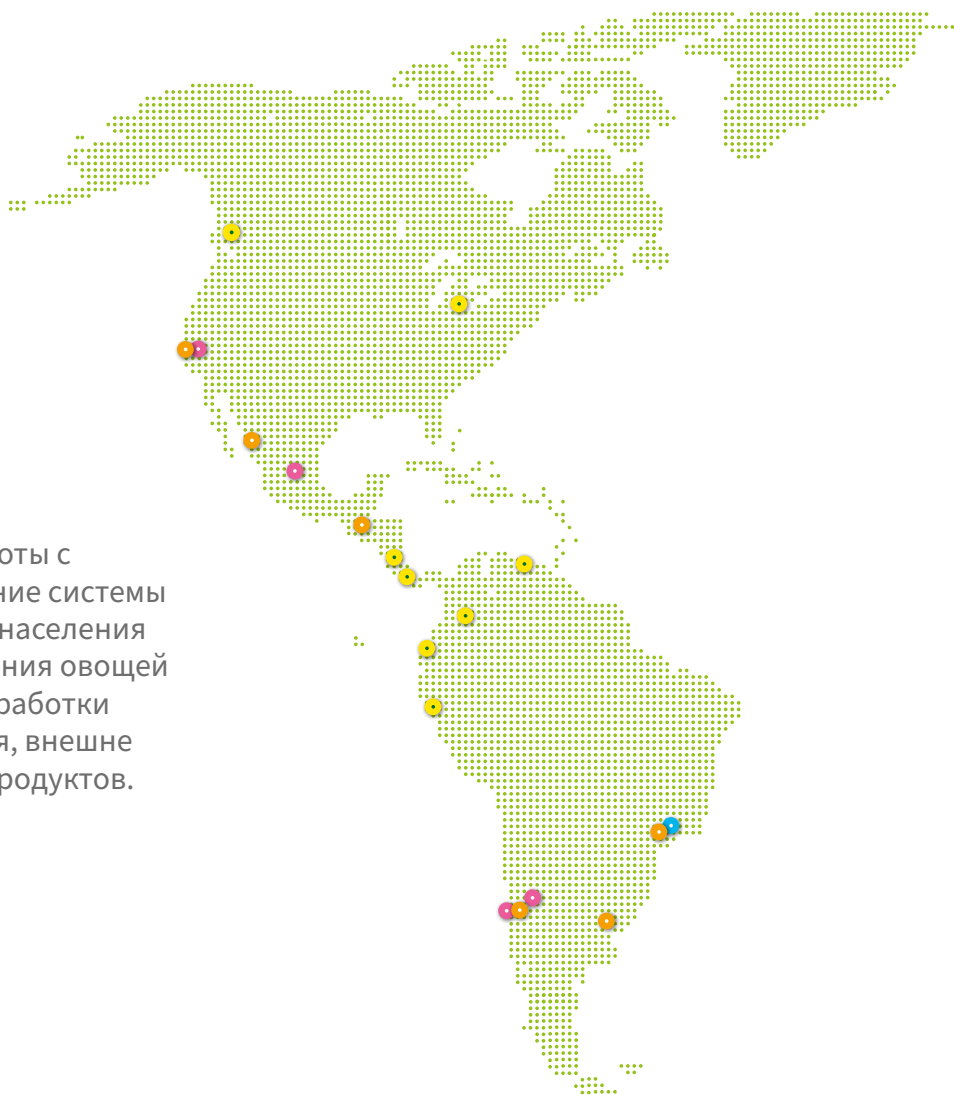 оты с
ние системы
населения
ния овощей
работки
я, внешне
родуктов.